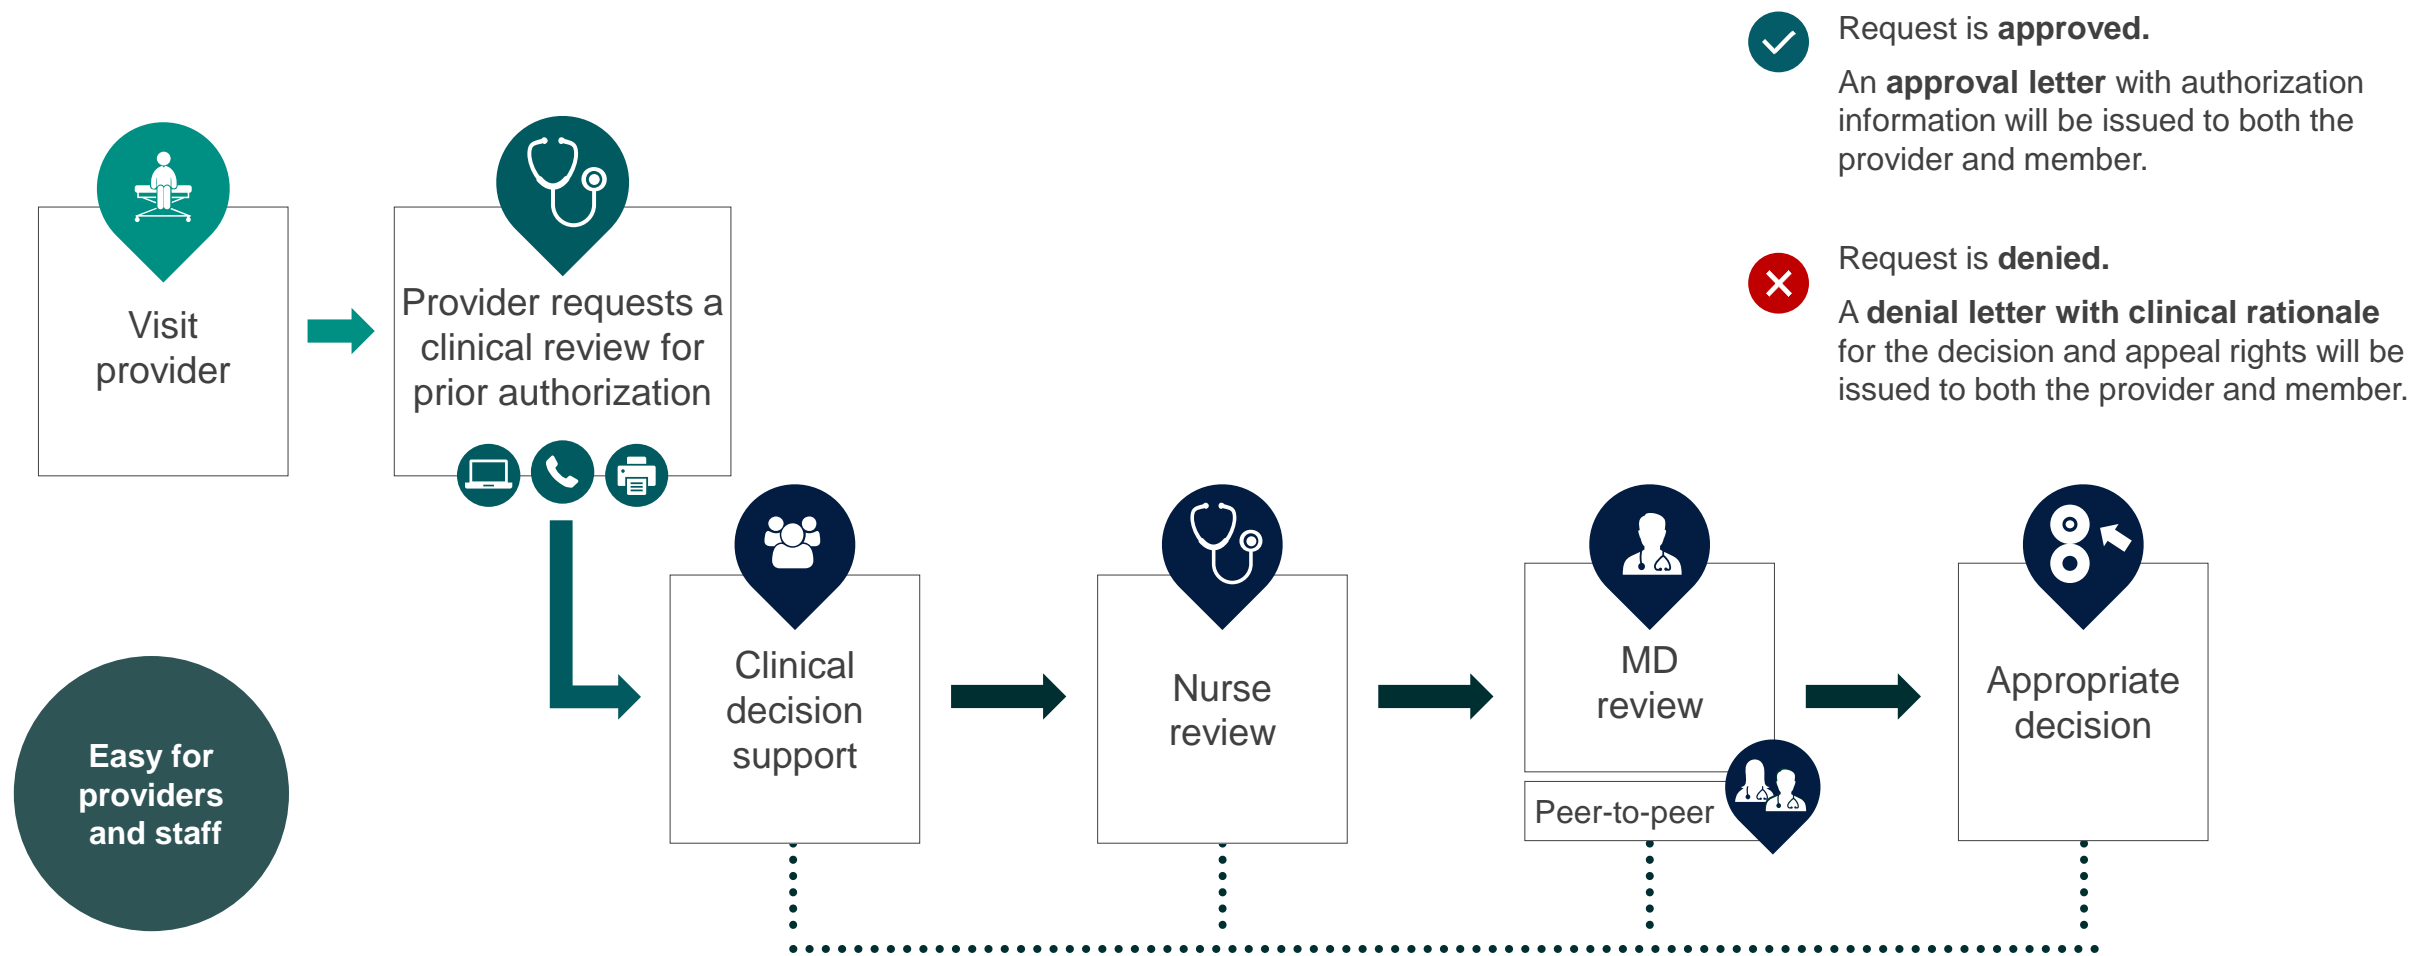 Request is approved.
An approval letter with authorization
information will be issued to both the
provider and member.
Request is denied.
A denial letter with clinical rationale
for the decision and appeal rights will be
issued to both the provider and member.
Visit
provider
Provider requests a
clinical review for
prior authorization
Easy for
providers
and staff
Clinical
decision
support
Nurse
review
MD
review
Peer-to-peer
Appropriate
decision